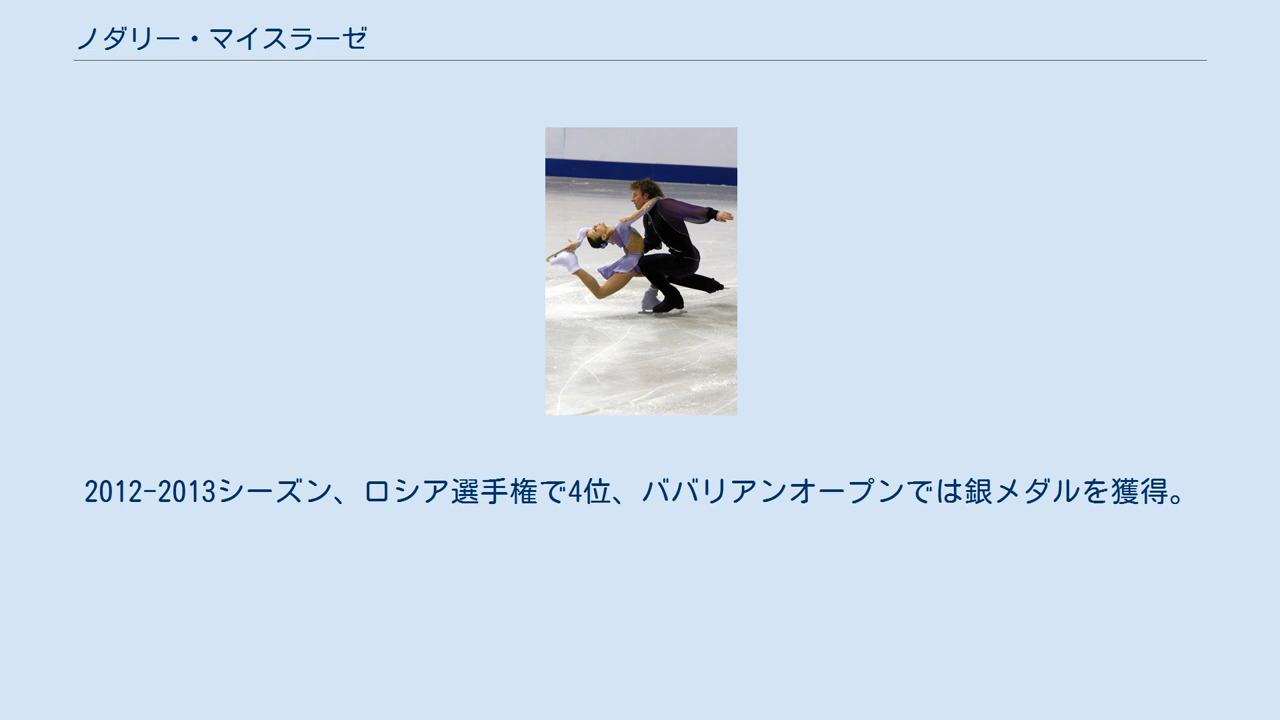 ノダリー・マイスラーゼ
2012-2013シーズン、ロシア選手権で4位、ババリアンオープンでは銀メダルを獲得。